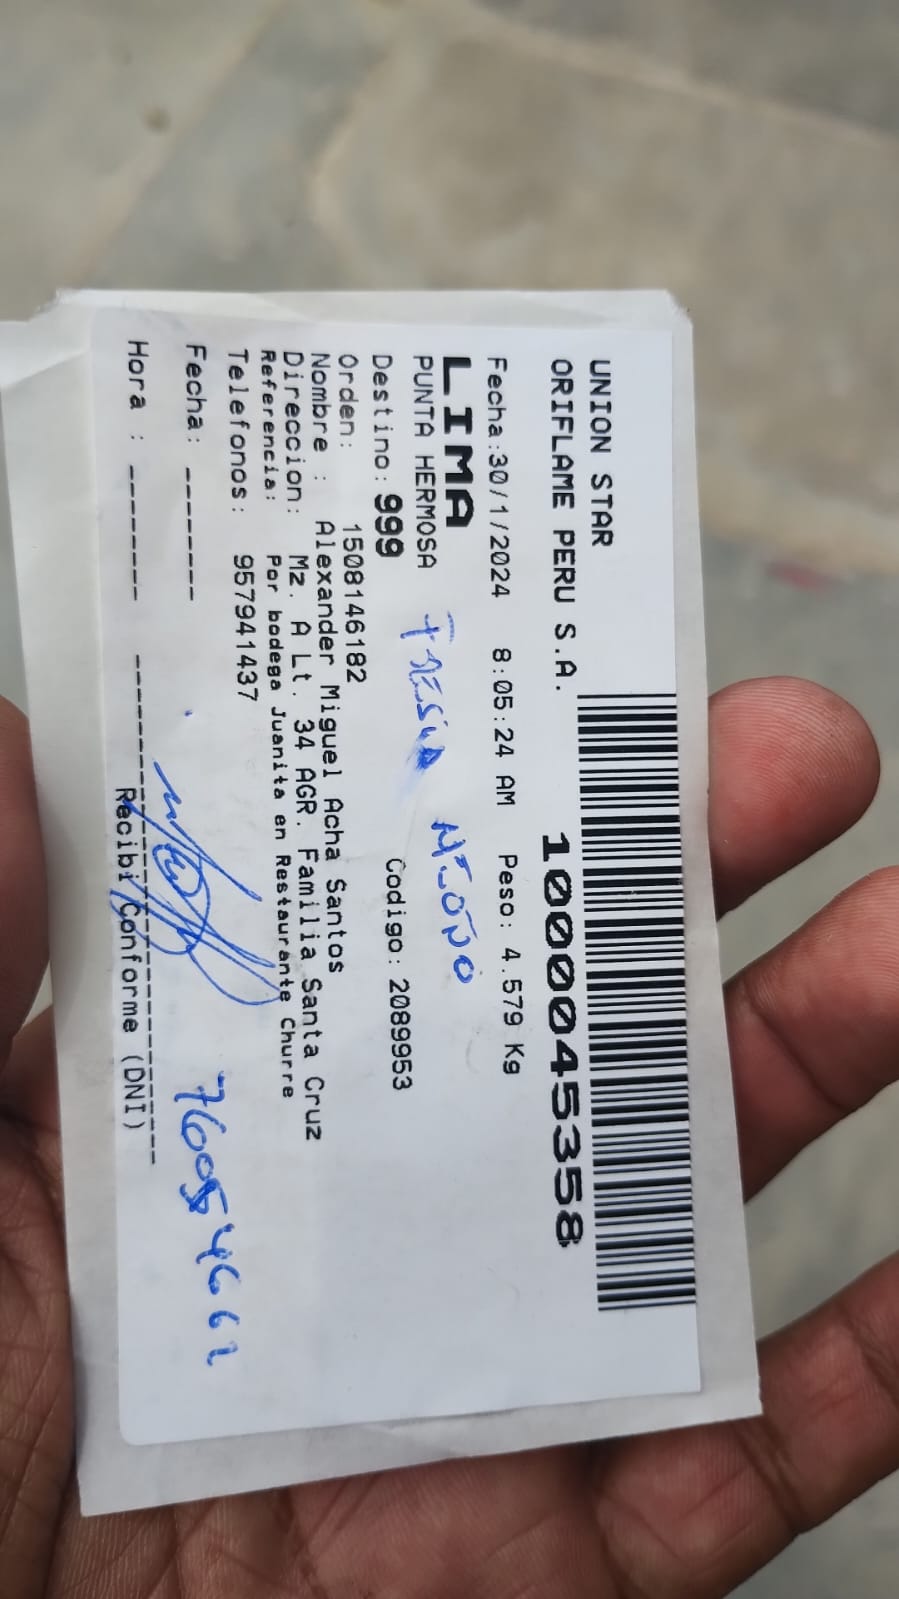 UNION STAR
ORIFLAME PERU S.A.
1000045358
Fecha:30/1/2024 8:05:24 AM Peso: 4.579 Kg
LIMA
PUNTA HERMOSA
Destino: 999 Codigo: 2089953
Orden: 1508146182
Nombre : Alexander Miguel Acha Santos
Direccion: Mz. A Lt. 34 AGR. Familia Santa Cruz
Referencia: Por bodega Juanita en Restaurante Churre
Telefonos: 957941437
Fecha: -------
76054662
Hora : -------
Recibi Conforme (DNI)